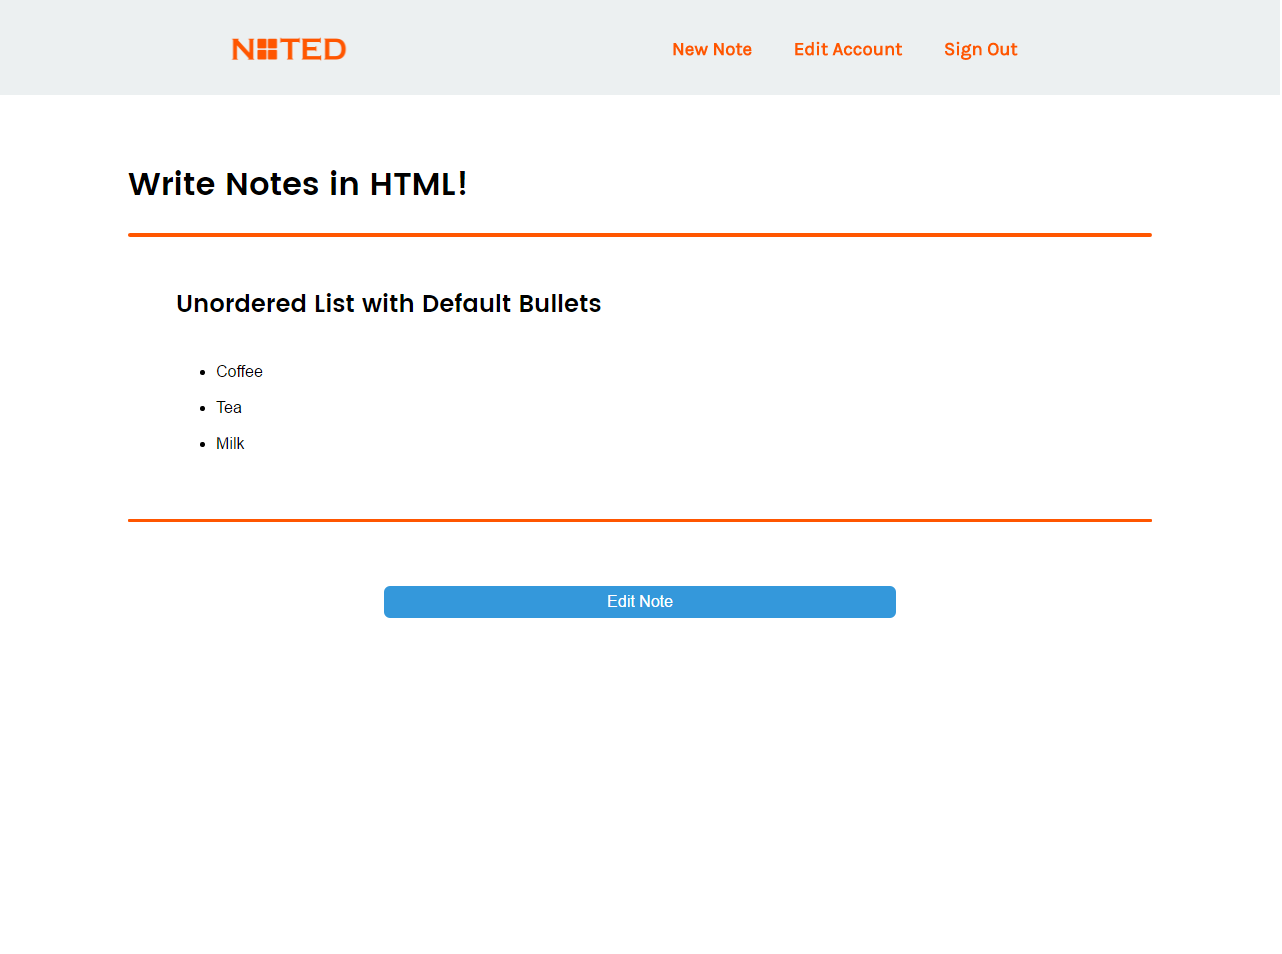 NOTED
New Note Edit Account Sign Out
Write Notes in HTML!
Unordered List with Default Bullets
Coffee
Tea
Milk
Edit Note